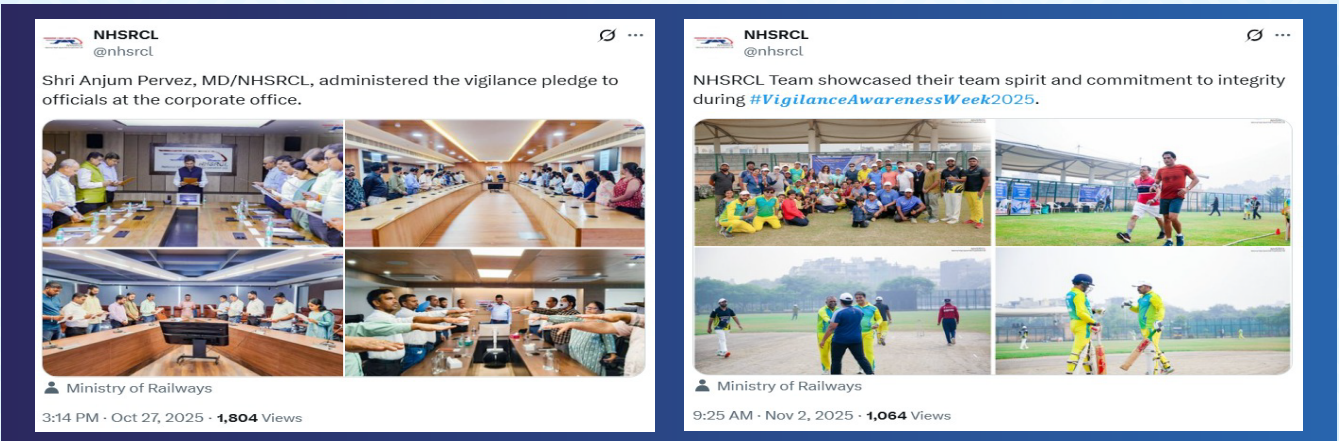 NHSRCL
@nhsrcl
Shri Anjum Pervez, MD/NHSRCL, administered the vigilance pledge to
officials at the corporate office.
Ministry of Railways
3:14 PM · Oct 27, 2025 · 1,804 Views
NHSRCL
@nhsrcl
NHSRCL Team showcased their team spirit and commitment to integrity
during #VigilanceAwarenessWeek2025.
Ministry of Railways
9:25 AM · Nov 2, 2025 · 1,064 Views